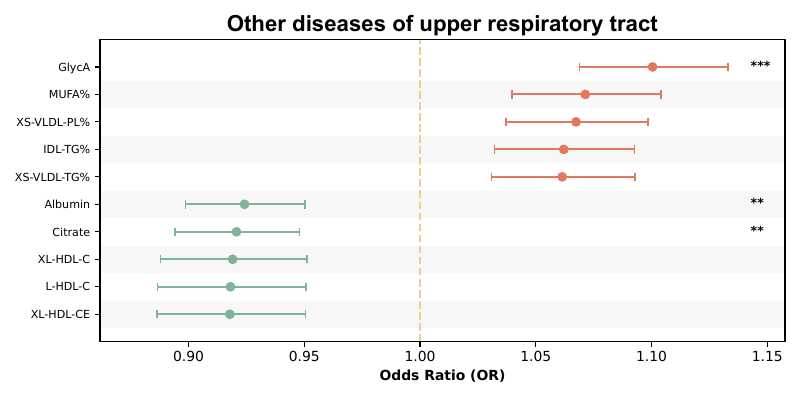 Other diseases of upper respiratory tract
GlycA
***
MUFA%
XS-VLDL-PL%
IDL-TG%
XS-VLDL-TG%
Albumin
**
Citrate
**
XL-HDL-C
L-HDL-C
XL-HDL-CE
0.90 0.95 1.00 1.05 1.10 1.15
Odds Ratio (OR)